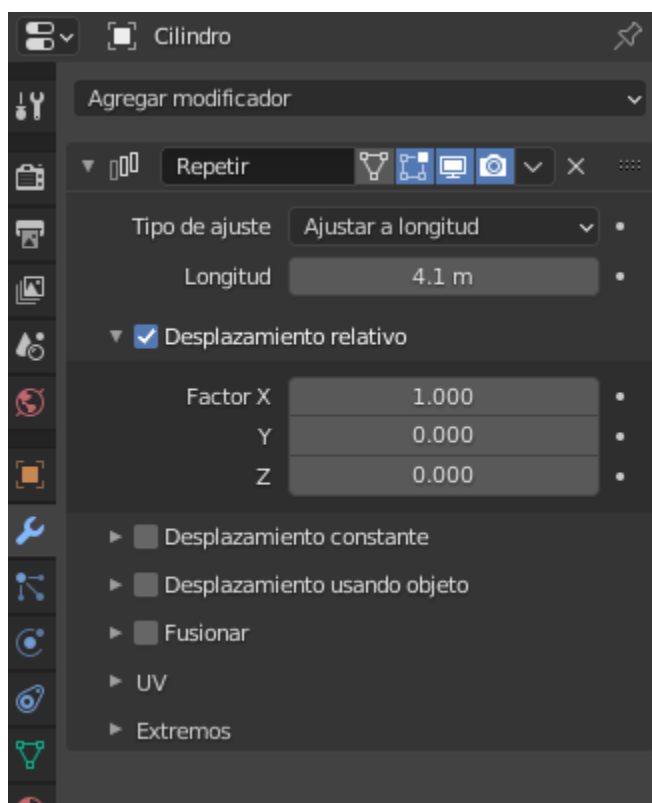 Cilindro
Agregar modificador
Repetir
Tipo de ajuste Ajustar a longitud
Longitud 4.1 m
Desplazamiento relativo
Factor X 1.000
Y 0.000
Z 0.000
Desplazamiento constante
Desplazamiento usando objeto
Fusionar
UV
Extremos